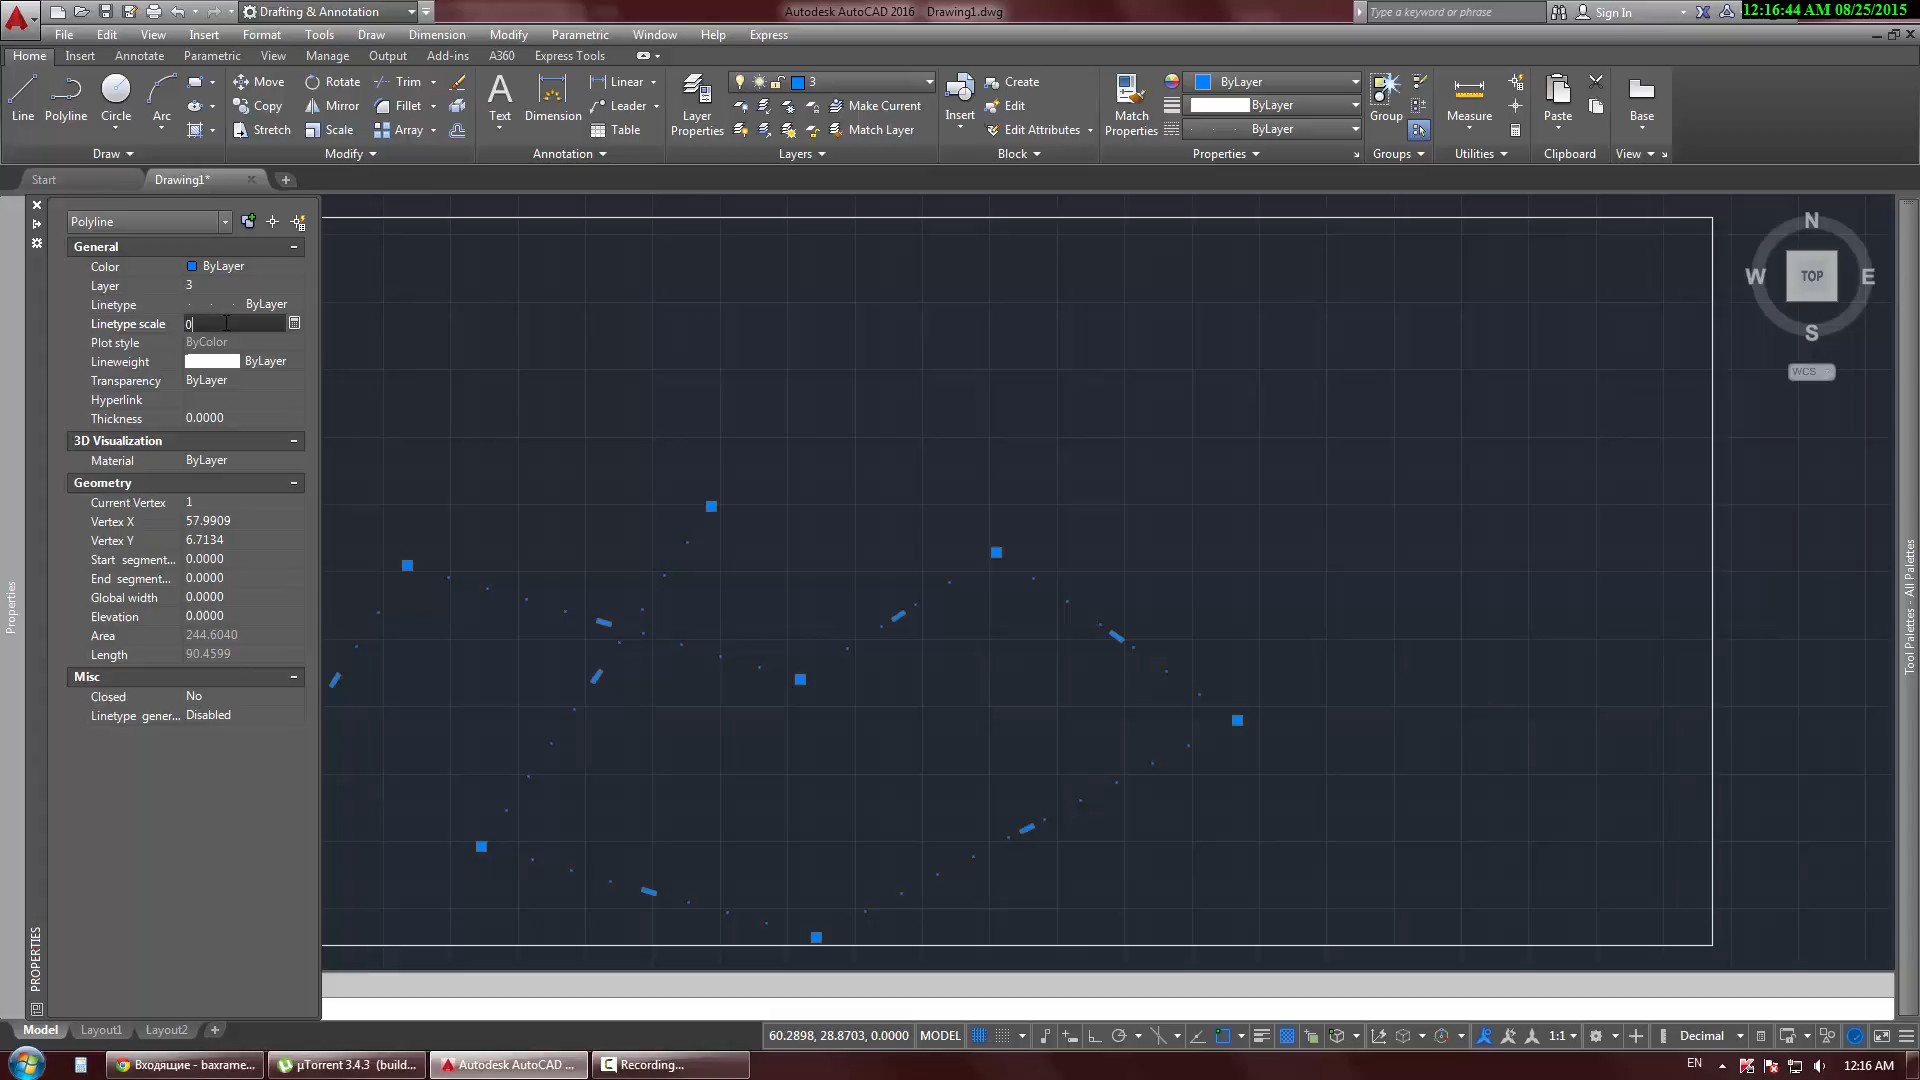 Drafting & Annotation
Autodesk AutoCAD 2016 Drawing1.dwg
Type a keyword or phrase
Sign In
12:16:44 AM 08/25/2015
File Edit View Insert Format Tools Draw Dimension Modify Parametric Window Help Express
Home Insert Annotate Parametric View Manage Output Add-ins A360 Express Tools
Line Polyline Circle Arc
Move Rotate Trim
Copy Mirror Fillet
Stretch Scale Array
Text Dimension
Linear
Leader
Table
Layer Properties
3
Make Current
Match Layer
Insert
Create
Edit
Edit Attributes
Match Properties
ByLayer
ByLayer
ByLayer
Group
Measure
Paste
Base
Draw Modify Annotation Layers Block Properties Groups Utilities Clipboard View
Start Drawing1*
Polyline
General
Color ByLayer
Layer 3
Linetype ByLayer
Linetype scale 0
Plot style ByColor
Lineweight ByLayer
Transparency ByLayer
Hyperlink
Thickness 0.0000
3D Visualization
Material ByLayer
Geometry
Current Vertex 1
Vertex X 57.9909
Vertex Y 6.7134
Start segment... 0.0000
End segment... 0.0000
Global width 0.0000
Elevation 0.0000
Area 244.6040
Length 90.4599
Misc
Closed No
Linetype gener... Disabled
Properties
PROPERTIES
N
W TOP E
S
WCS
Tool Palettes - All Palettes
Model Layout1 Layout2
60.2898, 28.8703, 0.0000 MODEL
1:1
Decimal
Входящие - baxrame...
µTorrent 3.4.3 (build...
Autodesk AutoCAD ...
Recording...
EN
12:16 AM